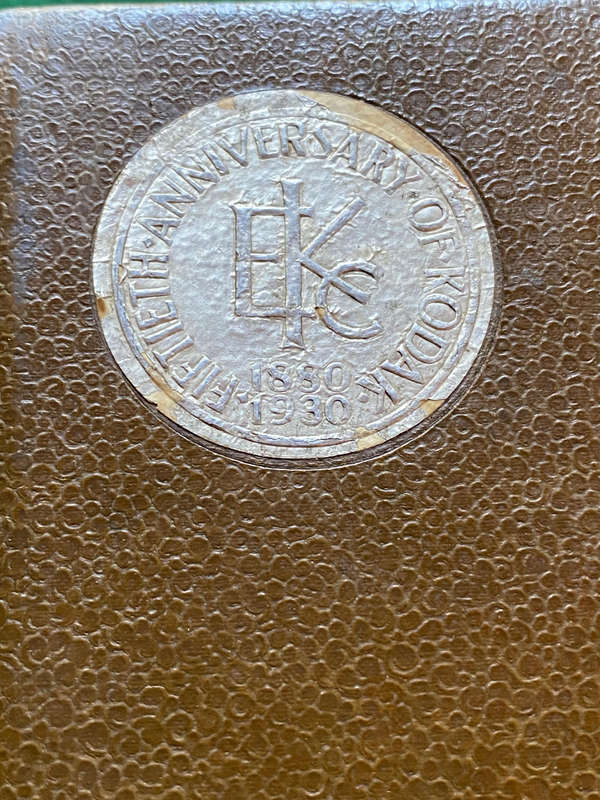 FIFTIETH · ANNIVERSARY · OF · KODAK
EKC
1880
1930